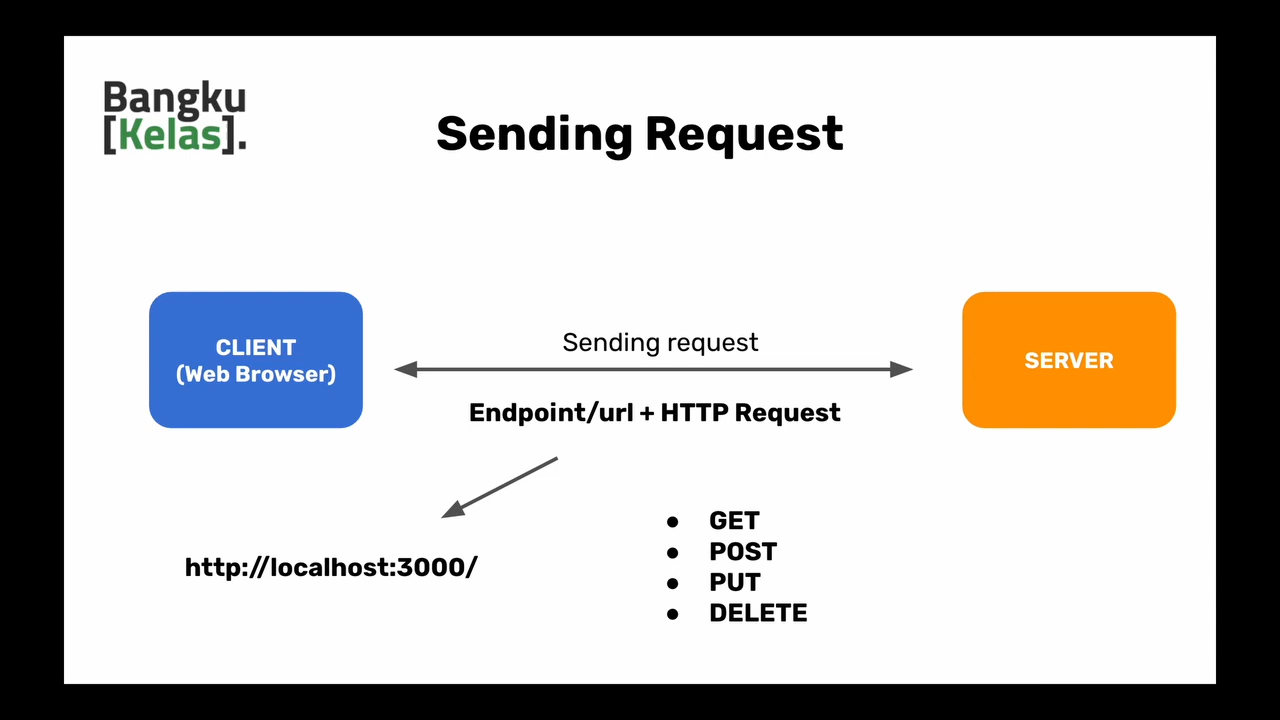 Bangku
[Kelas].
Sending Request
CLIENT
(Web Browser)
Sending request
SERVER
Endpoint/url + HTTP Request
http://localhost:3000/
● GET
● POST
● PUT
● DELETE